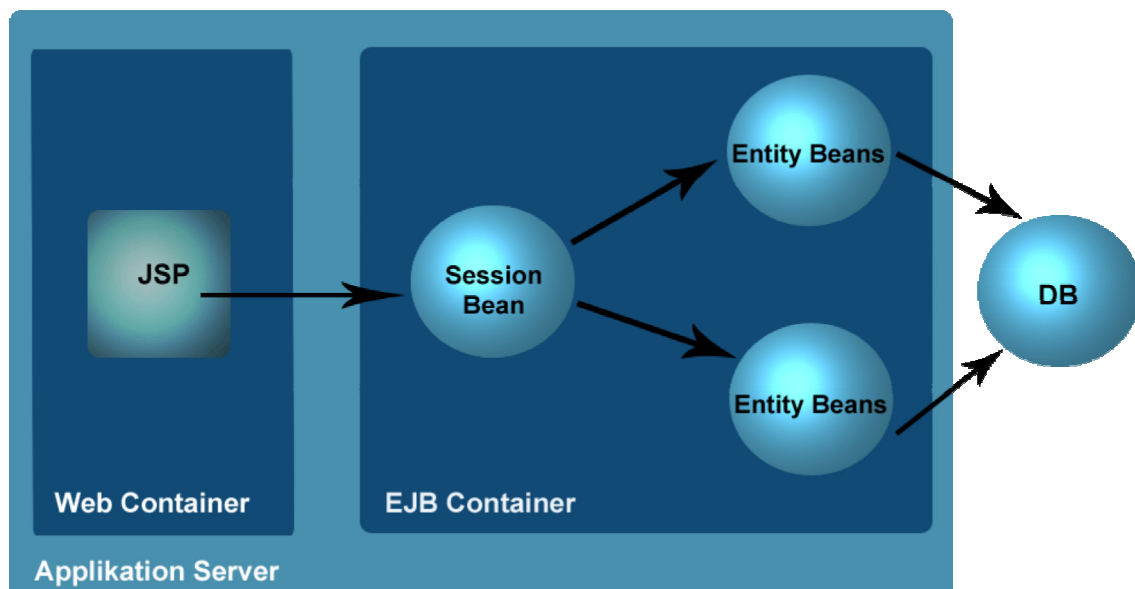 JSP
Session
Bean
Entity Beans
Entity Beans
DB
Web Container
EJB Container
Applikation Server